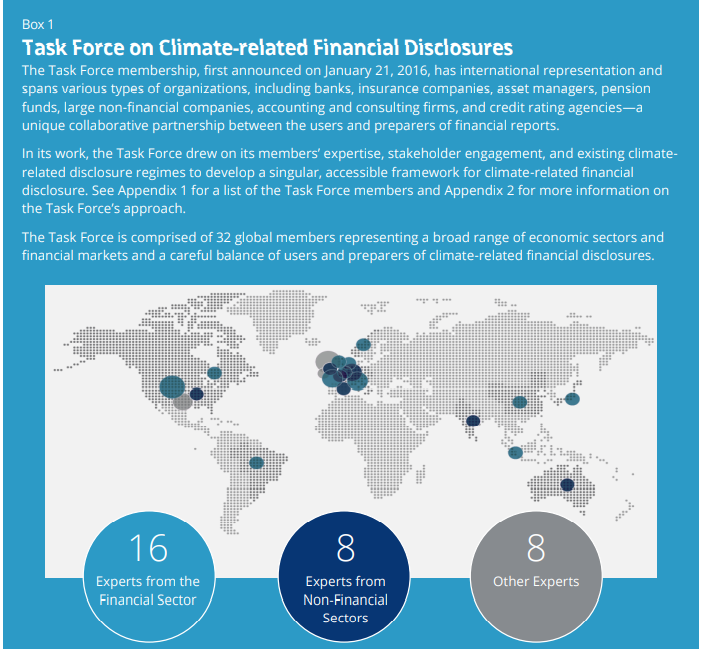 Box 1
Task Force on Climate-related Financial Disclosures
The Task Force membership, first announced on January 21, 2016, has international representation and
spans various types of organizations, including banks, insurance companies, asset managers, pension
funds, large non-financial companies, accounting and consulting firms, and credit rating agencies—a
unique collaborative partnership between the users and preparers of financial reports.
In its work, the Task Force drew on its members’ expertise, stakeholder engagement, and existing climate-
related disclosure regimes to develop a singular, accessible framework for climate-related financial
disclosure. See Appendix 1 for a list of the Task Force members and Appendix 2 for more information on
the Task Force’s approach.
The Task Force is comprised of 32 global members representing a broad range of economic sectors and
financial markets and a careful balance of users and preparers of climate-related financial disclosures.
16
Experts from the
Financial Sector
8
Experts from
Non-Financial
Sectors
8
Other Experts